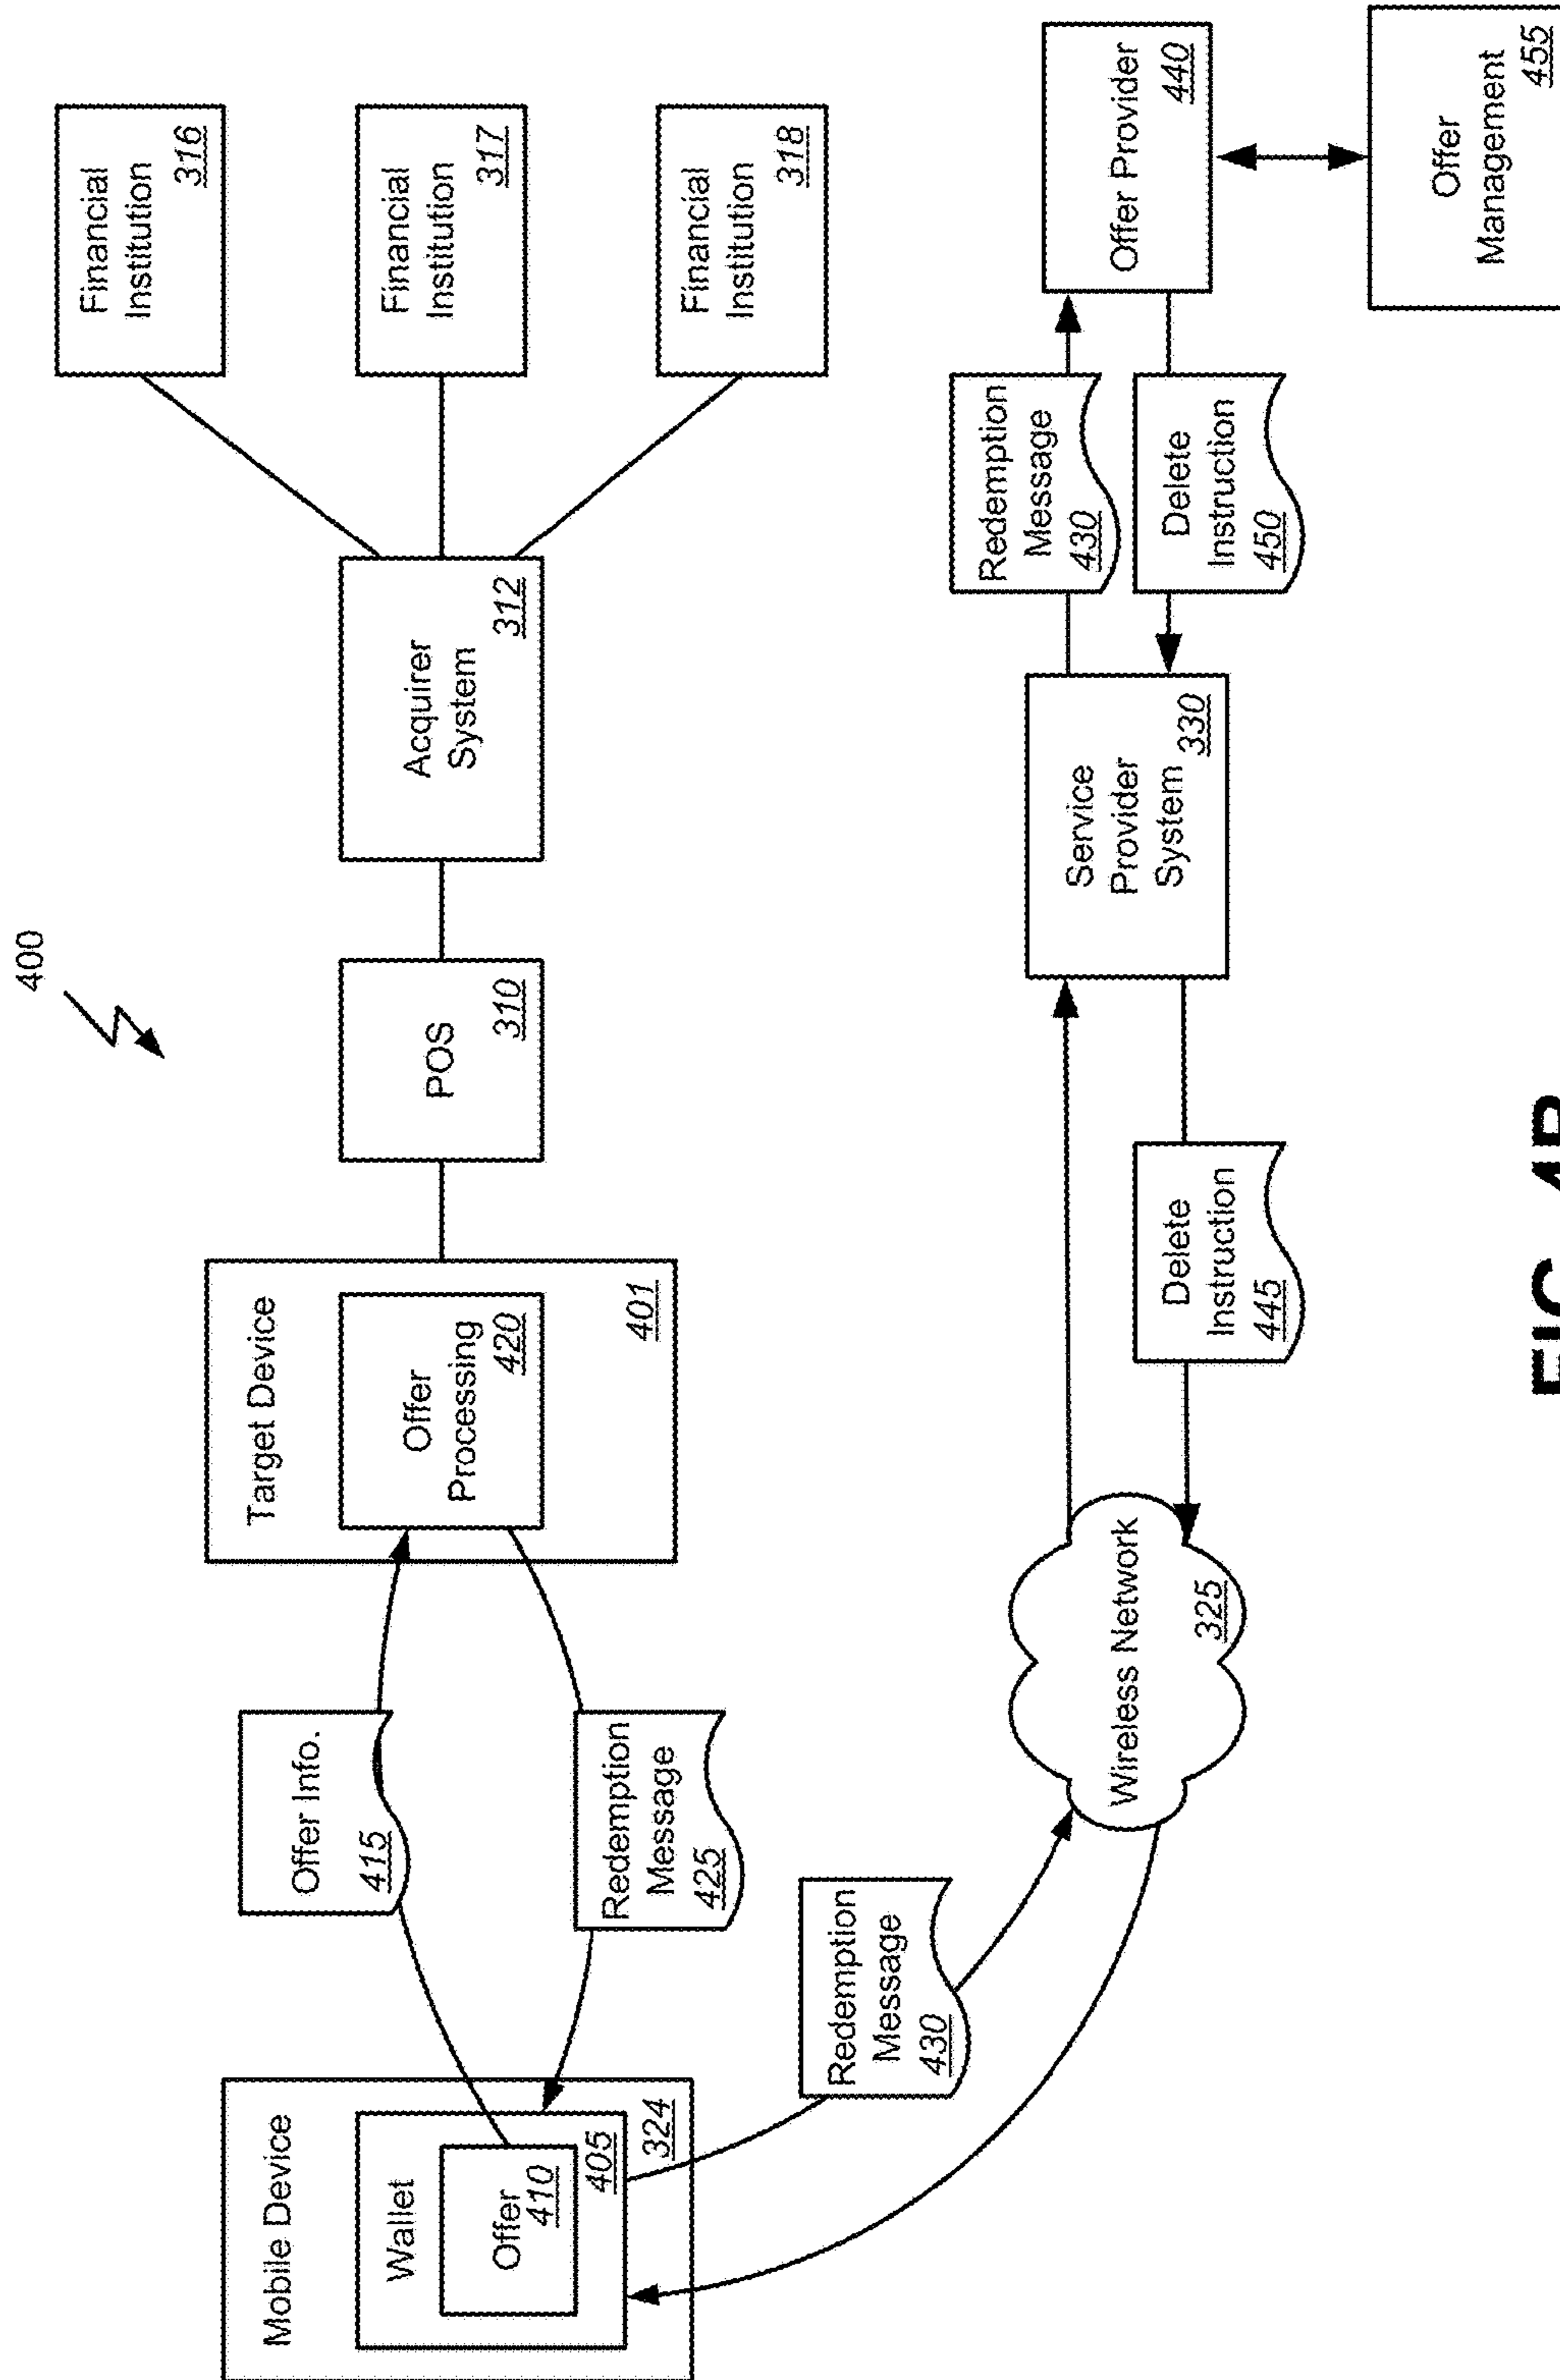 400
Mobile Device
324
Wallet
405
Offer
410
Offer Info.
415
Redemption
Message
425
Target Device
401
Offer
Processing
420
POS
310
Acquirer
System
312
Financial
Institution
316
Financial
Institution
317
Financial
Institution
318
Redemption
Message
430
Wireless Network
325
Delete
Instruction
445
Service
Provider
System
330
Redemption
Message
430
Delete
Instruction
450
Offer Provider
440
Offer
Management
455